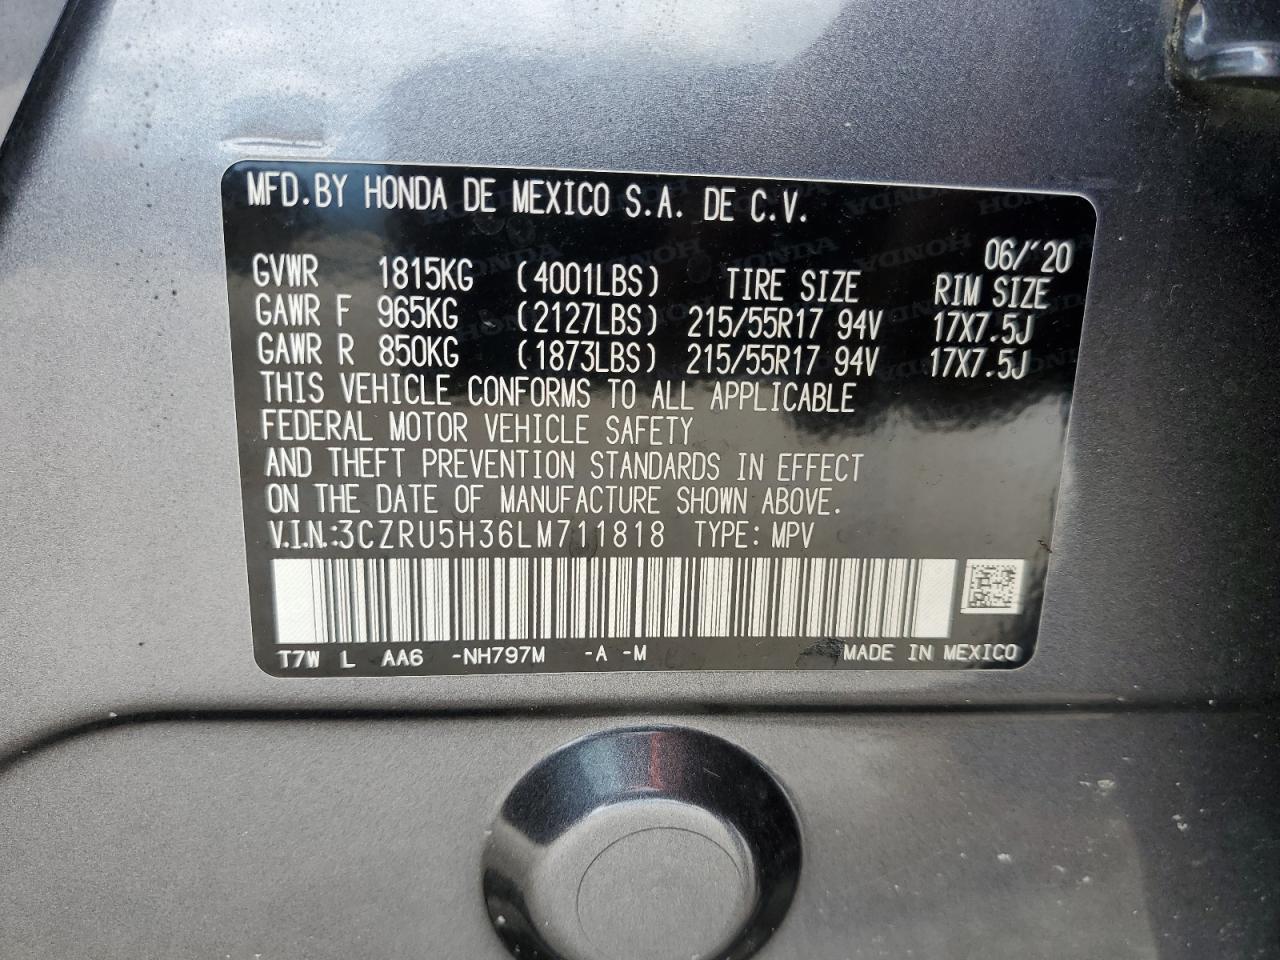 MFD.BY HONDA DE MEXICO S.A. DE C.V.
06/'20
GVWR 1815KG (4001LBS) TIRE SIZE RIM SIZE
GAWR F 965KG (2127LBS) 215/55R17 94V 17X7.5J
GAWR R 850KG (1873LBS) 215/55R17 94V 17X7.5J
THIS VEHICLE CONFORMS TO ALL APPLICABLE
FEDERAL MOTOR VEHICLE SAFETY
AND THEFT PREVENTION STANDARDS IN EFFECT
ON THE DATE OF MANUFACTURE SHOWN ABOVE.
V.I.N.:3CZRU5H36LM711818 TYPE: MPV
T7W L AA6 -NH797M -A -M MADE IN MEXICO